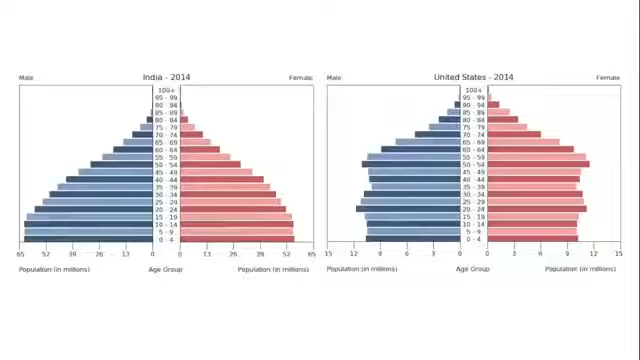 Male India - 2014 Female
100+
95 - 99
90 - 94
85 - 89
80 - 84
75 - 79
70 - 74
65 - 69
60 - 64
55 - 59
50 - 54
45 - 49
40 - 44
35 - 39
30 - 34
25 - 29
20 - 24
15 - 19
10 - 14
5 - 9
0 - 4
65 52 39 26 13 0 0 13 26 39 52 65
Population (in millions) Age Group Population (in millions)
Male United States - 2014 Female
100+
95 - 99
90 - 94
85 - 89
80 - 84
75 - 79
70 - 74
65 - 69
60 - 64
55 - 59
50 - 54
45 - 49
40 - 44
35 - 39
30 - 34
25 - 29
20 - 24
15 - 19
10 - 14
5 - 9
0 - 4
15 12 9 6 3 0 0 3 6 9 12 15
Population (in millions) Age Group Population (in millions)